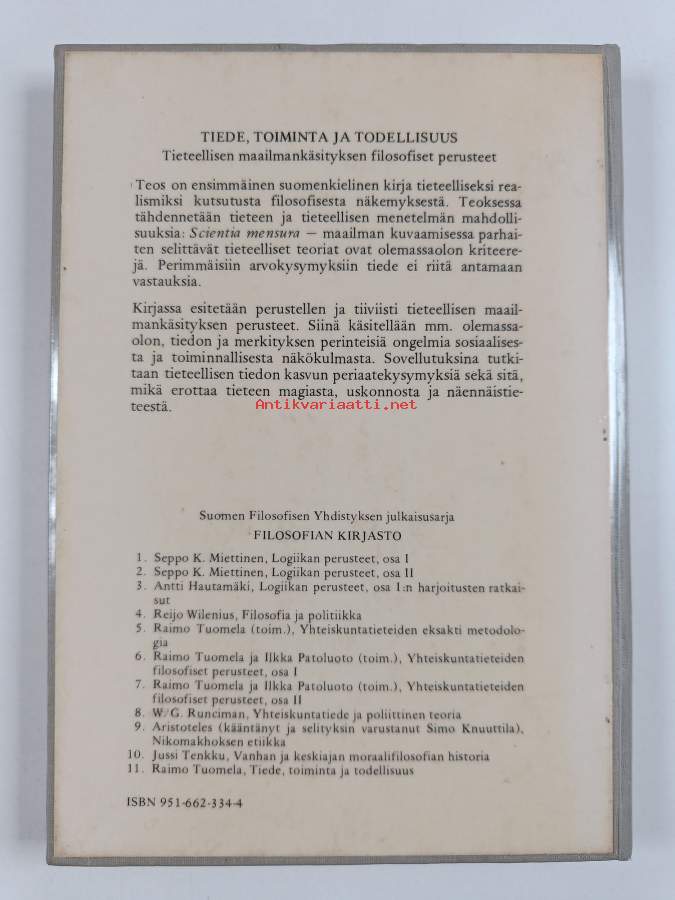 TIEDE, TOIMINTA JA TODELLISUUS
Tieteellisen maailmankäsityksen filosofiset perusteet
Teos on ensimmäinen suomenkielinen kirja tieteelliseksi rea-
lismiksi kutsutusta filosofisesta näkemyksestä. Teoksessa
tähdennetään tieteen ja tieteellisen menetelmän mahdolli-
suuksia: Scientia mensura — maailman kuvaamisessa parhai-
ten selittävät tieteelliset teoriat ovat olemassaolon kriteere-
jä. Perimmäisiin arvokysymyksiin tiede ei riitä antamaan
vastauksia.
Kirjassa esitetään perustellen ja tiiviisti tieteellisen maail-
mankäsityksen perusteet. Siinä käsitellään mm. olemassa-
olon, tiedon ja merkityksen perinteisiä ongelmia sosiaalises-
ta ja toiminnallisesta näkökulmasta. Sovellutuksina tutki-
taan tieteellisen tiedon kasvun periaatekysymyksiä sekä sitä,
mikä erottaa tieteen magiasta, uskonnosta ja näennäistie-
teestä.
Antikvariaatti.net
Suomen Filosofisen Yhdistyksen julkaisusarja
FILOSOFIAN KIRJASTO
1. Seppo K. Miettinen, Logiikan perusteet, osa I
2. Seppo K. Miettinen, Logiikan perusteet, osa II
3. Antti Hautamäki, Logiikan perusteet, osa I:n harjoitusten ratkai-
sut
4. Reijo Wilenius, Filosofia ja politiikka
5. Raimo Tuomela (toim.), Yhteiskuntatieteiden eksakti metodolo-
gia
6. Raimo Tuomela ja Ilkka Patoluoto (toim.), Yhteiskuntatieteiden
filosofiset perusteet, osa I
7. Raimo Tuomela ja Ilkka Patoluoto (toim.), Yhteiskuntatieteiden
filosofiset perusteet, osa II
8. W. G. Runciman, Yhteiskuntatiede ja poliittinen teoria
9. Aristoteles (kääntänyt ja selityksin varustanut Simo Knuuttila),
Nikomakhoksen etiikka
10. Jussi Tenkku, Vanhan ja keskiajan moraalifilosofian historia
11. Raimo Tuomela, Tiede, toiminta ja todellisuus
ISBN 951-662-334-4